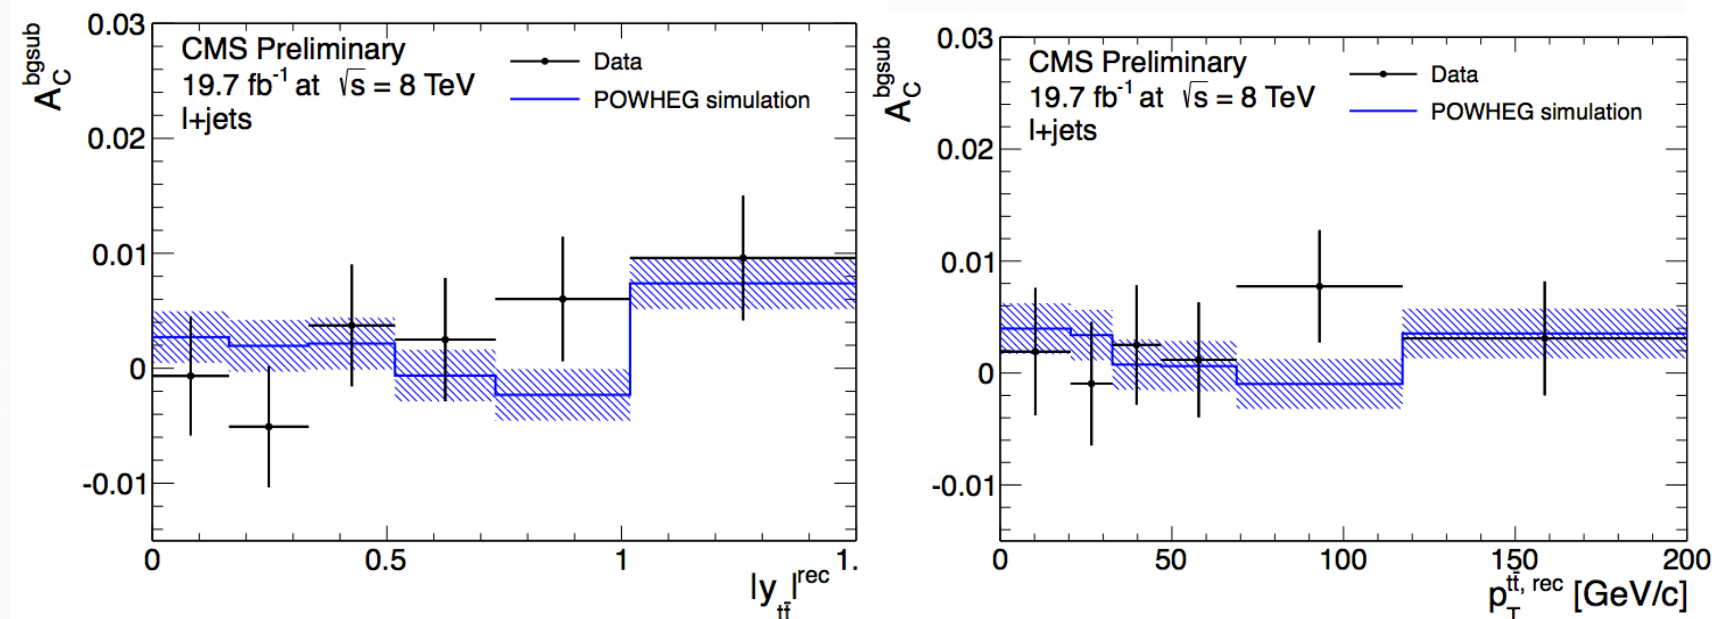 0.03
0.02
0.01
0
-0.01
A_C^bgsub
CMS Preliminary
19.7 fb⁻¹ at √s = 8 TeV
l+jets
Data
POWHEG simulation
0 0.5 1 1.
|y_tt̄|^rec
0.03
0.02
0.01
0
-0.01
A_C^bgsub
CMS Preliminary
19.7 fb⁻¹ at √s = 8 TeV
l+jets
Data
POWHEG simulation
0 50 100 150 200
p_T^tt̄, rec [GeV/c]